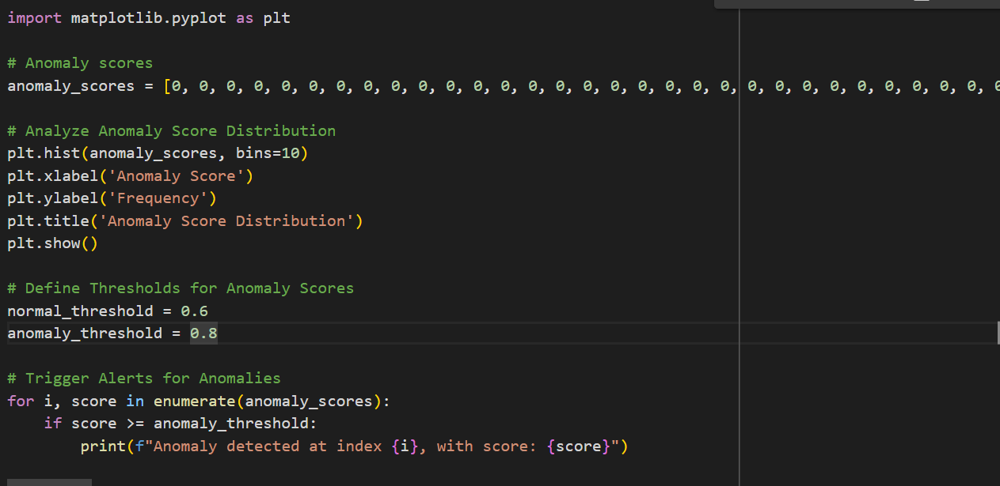 import matplotlib.pyplot as plt
# Anomaly scores
anomaly_scores = [0, 0, 0, 0, 0, 0, 0, 0, 0, 0, 0, 0, 0, 0, 0, 0, 0, 0, 0, 0, 0, 0, 0, 0, 0, 0, 0, 0, 0, 0, 0
# Analyze Anomaly Score Distribution
plt.hist(anomaly_scores, bins=10)
plt.xlabel('Anomaly Score')
plt.ylabel('Frequency')
plt.title('Anomaly Score Distribution')
plt.show()
# Define Thresholds for Anomaly Scores
normal_threshold = 0.6
anomaly_threshold = 0.8
# Trigger Alerts for Anomalies
for i, score in enumerate(anomaly_scores):
    if score >= anomaly_threshold:
        print(f"Anomaly detected at index {i}, with score: {score}")